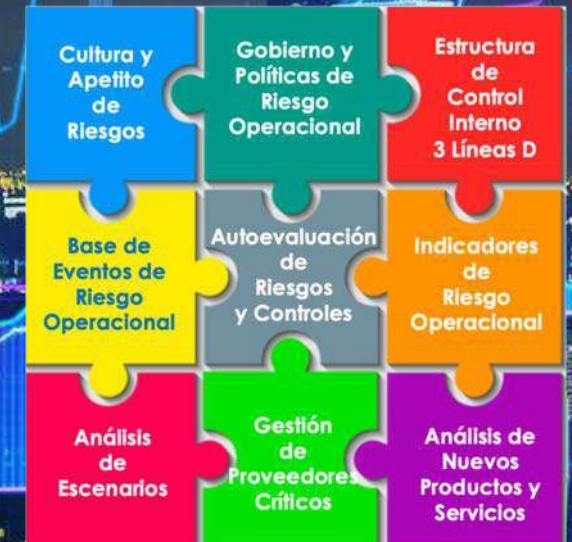 Cultura y
Apetito
de
Riesgos
Gobierno y
Políticas de
Riesgo
Operacional
Estructura
de
Control
Interno
3 Líneas D
Base de
Eventos de
Riesgo
Operacional
Autoevaluación
de
Riesgos
y Controles
Indicadores
de
Riesgo
Operacional
Análisis
de
Escenarios
Gestión
de
Proveedores
Críticos
Análisis de
Nuevos
Productos y
Servicios